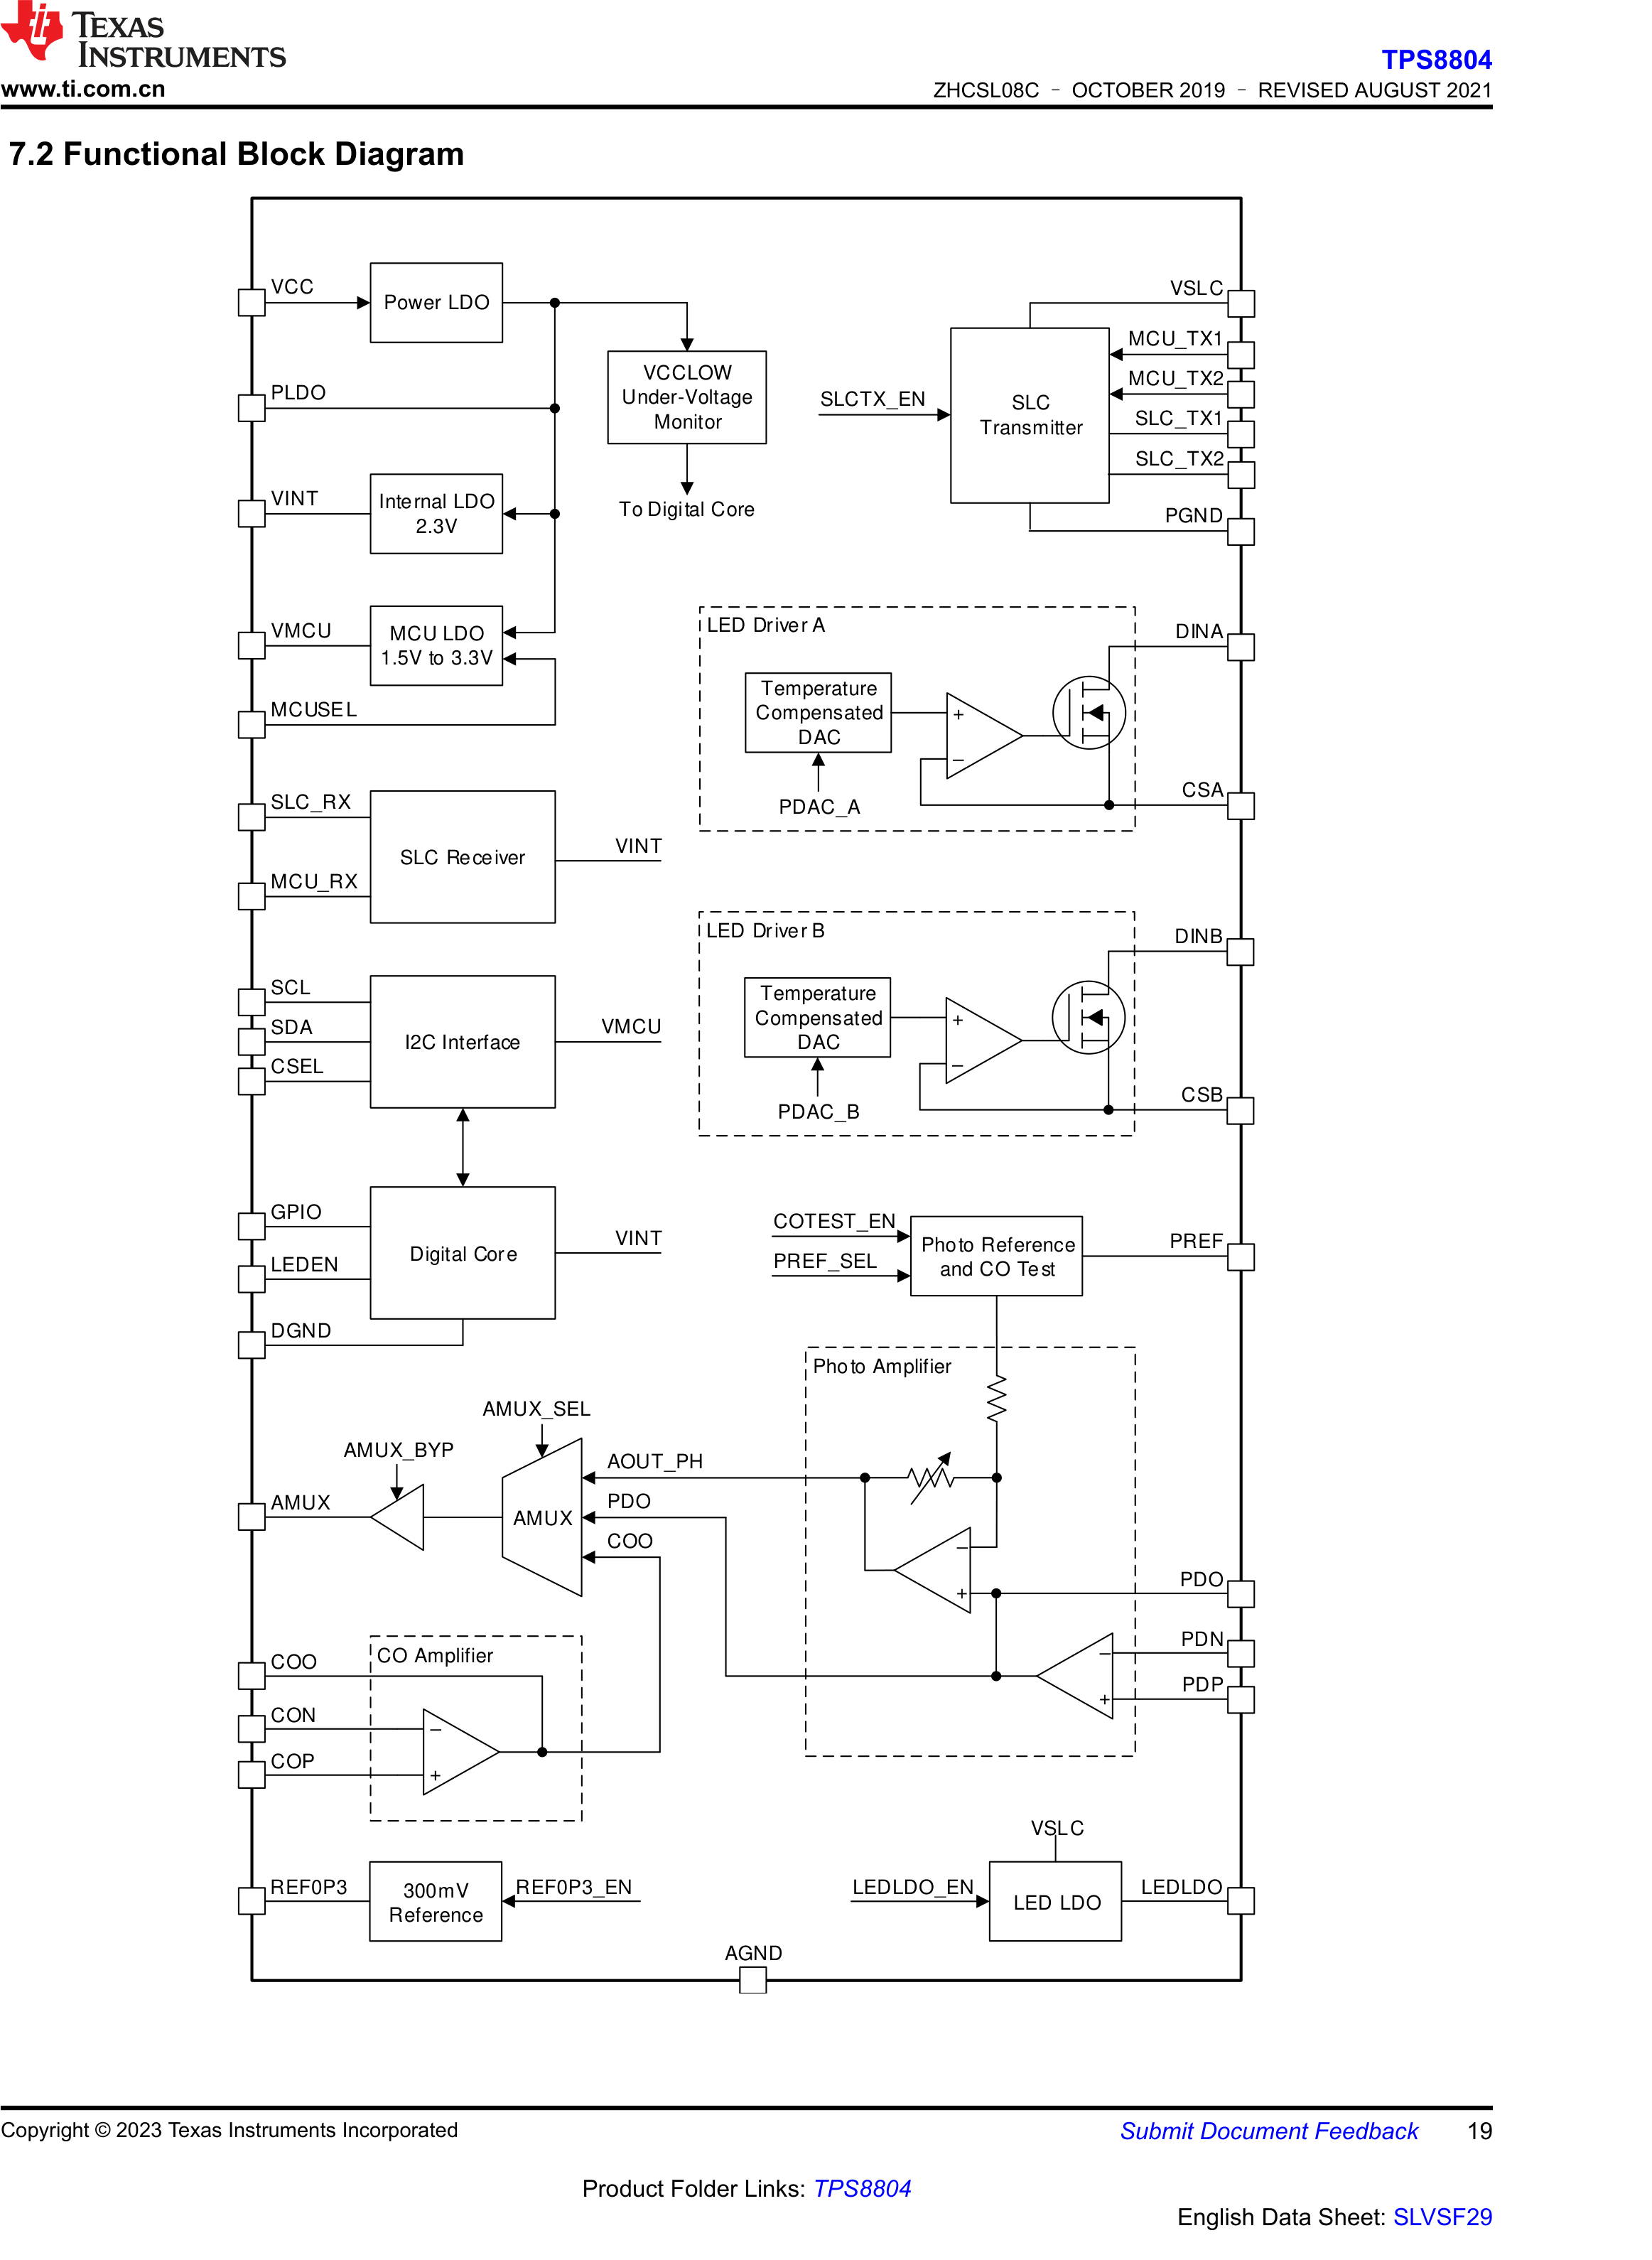 TEXAS
INSTRUMENTS
www.ti.com.cn
TPS8804
ZHCSL08C – OCTOBER 2019 – REVISED AUGUST 2021
7.2 Functional Block Diagram
VCC
Power LDO
PLDO
VCCLOW
Under-Voltage
Monitor
To Digital Core
VINT
Internal LDO
2.3V
VMCU
MCU LDO
1.5V to 3.3V
MCUSEL
SLC_RX
SLC Receiver
VINT
MCU_RX
SCL
SDA
CSEL
I2C Interface
VMCU
GPIO
LEDEN
DGND
Digital Core
VINT
AMUX_SEL
AMUX_BYP
AMUX
AMUX
AOUT_PH
PDO
COO
CO Amplifier
COO
CON
COP
–
+
REF0P3
300mV
Reference
REF0P3_EN
VSLC
MCU_TX1
MCU_TX2
SLC_TX1
SLC_TX2
PGND
SLCTX_EN
SLC
Transmitter
LED Driver A
Temperature
Compensated
DAC
PDAC_A
+
–
DINA
CSA
LED Driver B
Temperature
Compensated
DAC
PDAC_B
+
–
DINB
CSB
COTEST_EN
PREF_SEL
Photo Reference
and CO Test
PREF
Photo Amplifier
–
+
PDO
PDN
PDP
–
+
VSLC
LEDLDO_EN
LED LDO
LEDLDO
AGND
Copyright © 2023 Texas Instruments Incorporated
Submit Document Feedback 19
Product Folder Links: TPS8804
English Data Sheet: SLVSF29